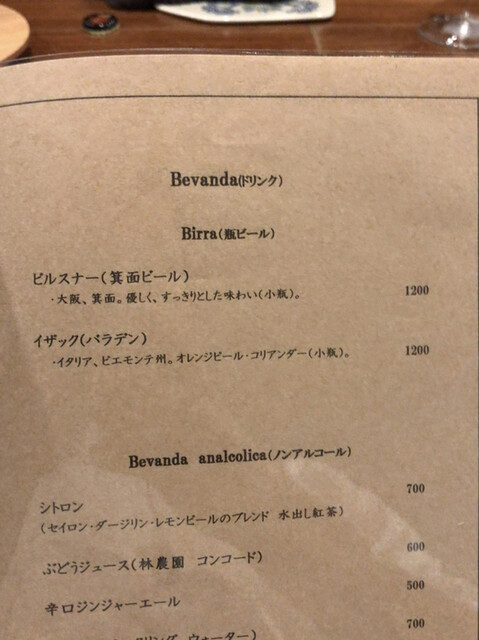 Bevanda(ドリンク)
Birra(瓶ビール)
ピルスナー(箕面ビール)
・大阪、箕面。優しく、すっきりとした味わい(小瓶)。 1200
イザック(バラデン)
・イタリア、ピエモンテ州。オレンジピール・コリアンダー(小瓶)。 1200
Bevanda analcolica(ノンアルコール)
シトロン 700
(セイロン・ダージリン・レモンピールのブレンド 水出し紅茶)
ぶどうジュース(林農園 コンコード) 600
辛口ジンジャーエール 500
ウォーター) 700